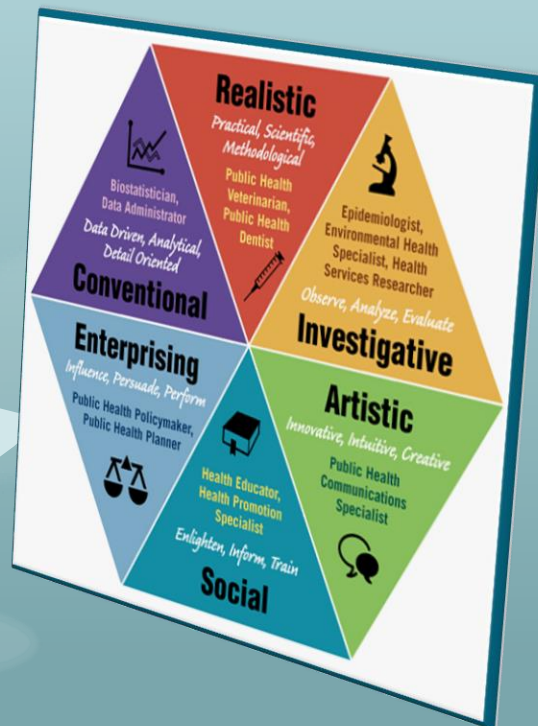 Realistic
Practical, Scientific,
Methodological
Public Health
Veterinarian,
Public Health
Dentist
Epidemiologist,
Environmental Health
Specialist, Health
Services Researcher
Observe, Analyze, Evaluate
Investigative
Artistic
Innovative, Intuitive, Creative
Public Health
Communications
Specialist
Health Educator,
Health Promotion
Specialist
Enlighten, Inform, Train
Social
Enterprising
Influence, Persuade, Perform
Public Health Policymaker,
Public Health Planner
Biostatistician,
Data Administrator
Data Driven, Analytical,
Detail Oriented
Conventional